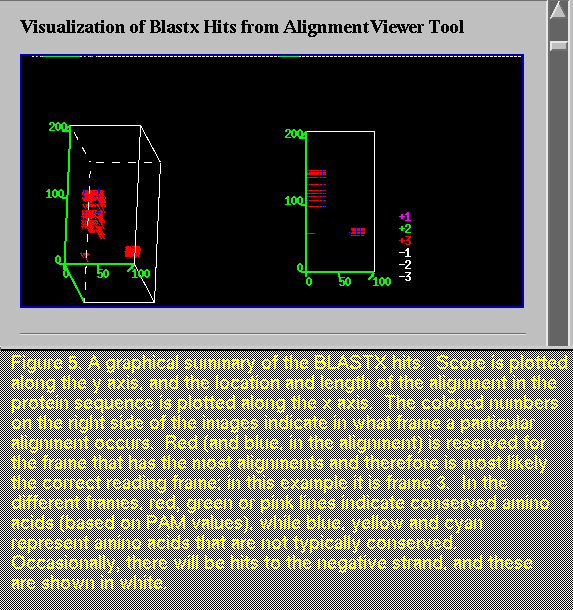 Visualization of Blastx Hits from AlignmentViewer Tool
200
100
0
0 50 100
200
100
0
0 50 100
+1
+2
+3
-1
-2
-3
Figure 5. A graphical summary of the BLASTX hits. Score is plotted
along the y axis, and the location and length of the alignment in the
protein sequence is plotted along the x axis. The colored numbers
on the right side of the images indicate in what frame a particular
alignment occurs. Red (and blue, in the alignment) is reserved for
the frame that has the most alignments and therefore is most likely
the correct reading frame, in this example it is frame 3. In the
different frames, red, green or pink lines indicate conserved amino
acids (based on PAM values), while blue, yellow and cyan
represent amino acids that are not typically conserved.
Occasionally, there will be hits to the negative strand, and these
are shown in white.